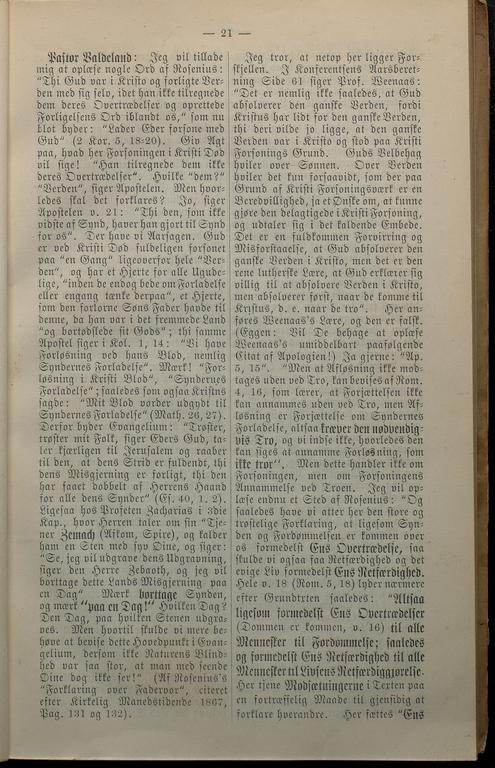 — 21 —
Pastor Baldeland: Jeg vil tillade
mig at oplæse nogle Ord af Rosenius:
"Thi Gud var i Kristo og forligte Ver-
den med sig selv, idet han ikke tilregnede
dem deres Overtrædelser og oprettede
Forligelsens Ord iblandt os," som nu
blot byder: "Lader Eder forsone med
Gud" (2 Kor. 5, 18-20). Giv Agt
paa, hvad her Forsoningen i Kristi Død
vil sige! "Han tilregnede dem ikke
deres Overtrædelser". Hvilke "dem?"
"Verden", siger Apostelen. Men hvor-
ledes skal det forklares? Jo, siger
Apostelen v. 21: "Thi den, som ikke
vidste af Synd, haver han gjort til Synd
for os". Der have vi Aarsagen. Gud
er ved Kristi Død fuldeligen forsonet
paa "en Gang" ligeoverfor hele "Ver-
den", og har et Hjerte for alle Ugude-
lige, "inden de endog bede om Forladelse
eller engang tænke derpaa", et Hjerte,
som den forlorne Søns Fader havde til
denne, da han var i det fremmede Land
"og bortødslede sit Gods"; thi samme
Apostel siger i Kol. 1, 14: "Vi have
Forløsning ved hans Blod, nemlig
Syndernes Forladelse". Mærk! "For-
løsning i Kristi Blod", "Syndernes
Forladelse"; saaledes som ogsaa Kristus
sagde: "Mit Blod vorder udgydt til
Syndernes Forladelse" (Math. 26, 27).
Derfor byder Evangelium: "Trøster,
trøster mit Folk, siger Eders Gud, ta-
ler kjærligen til Jerusalem og raaber
til den, at dens Strid er fuldendt, thi
dens Misgjerning er forligt, thi den
har faaet dobbelt af Herrens Haand
for alle dens Synder" (Es. 40, 1. 2).
Ligesaa hos Profeten Zacharias i 3die
Kap., hvor Herren taler om sin "Tje-
ner Zemach (Afkom, Spire), og kalder
ham en Sten med syv Øine, og siger:
"Se, jeg vil udgrave dens Udgravning,
siger den Herre Zebaoth, og jeg vil
borttage dette Lands Misgjerning paa
en Dag" Mærk borttage Synden,
og mærk "paa en Dag!" Hvilken Dag?
Den Dag, paa hvilken Stenen udgra-
ves. Men hvortil skulde vi mere be-
høve at bevise dette Hovedpunkt i Evan-
gelium, dersom ikke Naturens Blind-
hed var saa stor, at man med seende
Øine dog ikke ser!" (Af Rosenius's
"Forklaring over Fadervor", citeret
efter Kirkelig Maanedstidende 1867,
Pag. 131 og 132).
Jeg tror, at netop her ligger For-
skjellen. I Konferentsens Aarsberet-
ning Side 61 siger Prof. Weenaas:
"Det er nemlig ikke saaledes, at Gud
absolverer den ganske Verden, fordi
Kristus har lidt for den ganske Verden,
thi deri vilde jo ligge, at den ganske
Verden var i Kristo og stod paa Kristi
Forsonings Grund. Guds Velbehag
hviler over Sønnen. Over Verden
hviler det kun forsaavidt, som der paa
Grund af Kristi Forsoningsværk er en
Beredvillighed, ja et Ønske om, at kunne
gjøre den delagtigede i Kristi Forsoning,
og udtaler sig i det kaldende Embede.
Det er en fuldkommen Forvirring og
Misforstaaelse, at Gud absolverer den
ganske Verden i Kristo, men det er den
rene lutherske Lære, at Gud erklærer sig
villig til at absolvere Verden i Kristo,
men absolverer først, naar de komme til
Krystus, d. e. naar de tro". Her an-
føres Weenaas's Lære, og den er falsk.
(Eggen: Vil De behage at oplæse
Weenaas's umiddelbart paafølgende
Citat af Apologien!) Ja gjerne: "Ap.
5, 15". "Men at Afløsning ikke mod-
tages uden ved Tro, kan bevises af Rom.
4, 16, som lærer, at Forjættelsen ikke
kan annammes uden ved Tro, men Af-
løsning er Forjættelse om Syndernes
Forladelse, altsaa kræver den nødvendig-
vis Tro, og vi indse ikke, hvorledes den
kan siges at annamme Forløsning, som
ikke tror". Men dette handler ikke om
Forsoningen, men om Forsoningens
Annammelse ved Troen. Jeg vil op-
læse endnu et Sted af Rosenius: "Og
saaledes have vi atter her den store og
trøstelige Forklaring, at ligesom Syn-
den og Fordømmelsen er kommen over
os formedelst Ens Overtrædelse, saa
skulde vi ogsaa faa Retfærdighed og det
evige Liv formedelst Ens Retfærdighed.
Hele v. 18 (Rom. 5, 18) lyder nærmere
efter Grundtrten saaledes: "Altsaa
ligesom formedelst Ens Overtrædelser
(Dommen er kommen, v. 16) til alle
Mennesker til Fordømmelse; saaledes
og formedelst Ens Retfærdighed til alle
Mennesker til Livsens Retfærdiggjørelse.
Her tjene Modsætningerne i Texten paa
en fortræffelig Maade til gjensidig at
forklare hverandre. Her sættes "Ens